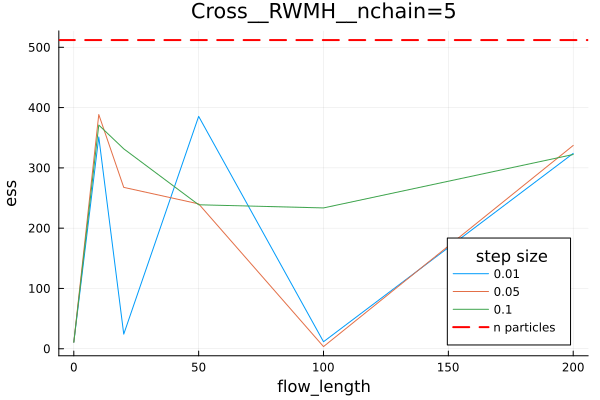 Cross__RWMH__nchain=5
ess
500
400
300
200
100
0
0 50 100 150 200
flow_length
step size
0.01
0.05
0.1
n particles